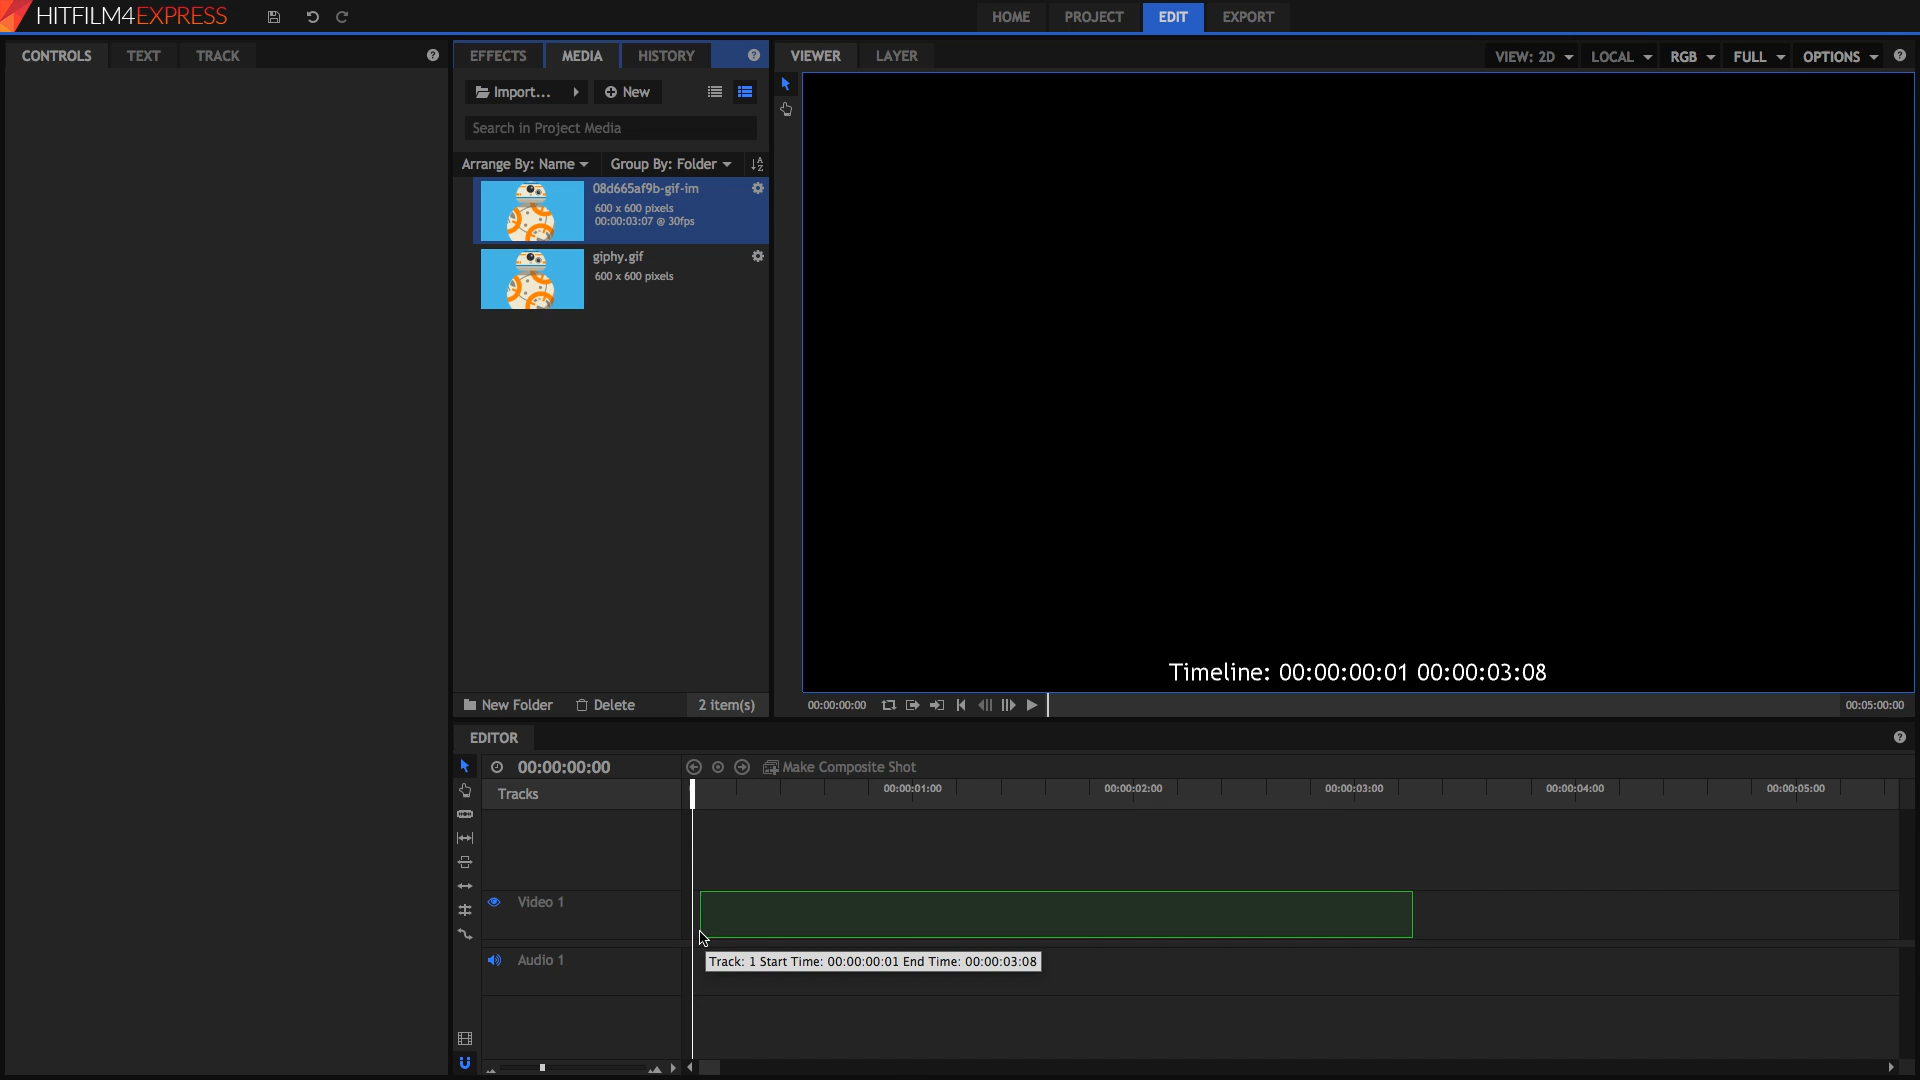 HITFILM4EXPRESS
HOME PROJECT EDIT EXPORT
CONTROLS TEXT TRACK
EFFECTS MEDIA HISTORY
VIEWER LAYER
VIEW: 2D LOCAL RGB FULL OPTIONS
Import... New
Search in Project Media
Arrange By: Name Group By: Folder
08d665af9b-gif-im
600 x 600 pixels
00:00:03:07 @ 30fps
giphy.gif
600 x 600 pixels
Timeline: 00:00:00:01 00:00:03:08
New Folder Delete 2 item(s)
00:00:00:00 00:05:00:00
EDITOR
00:00:00:00 Make Composite Shot
Tracks 00:00:01:00 00:00:02:00 00:00:03:00 00:00:04:00 00:00:05:00
Video 1
Audio 1
Track: 1 Start Time: 00:00:00:01 End Time: 00:00:03:08